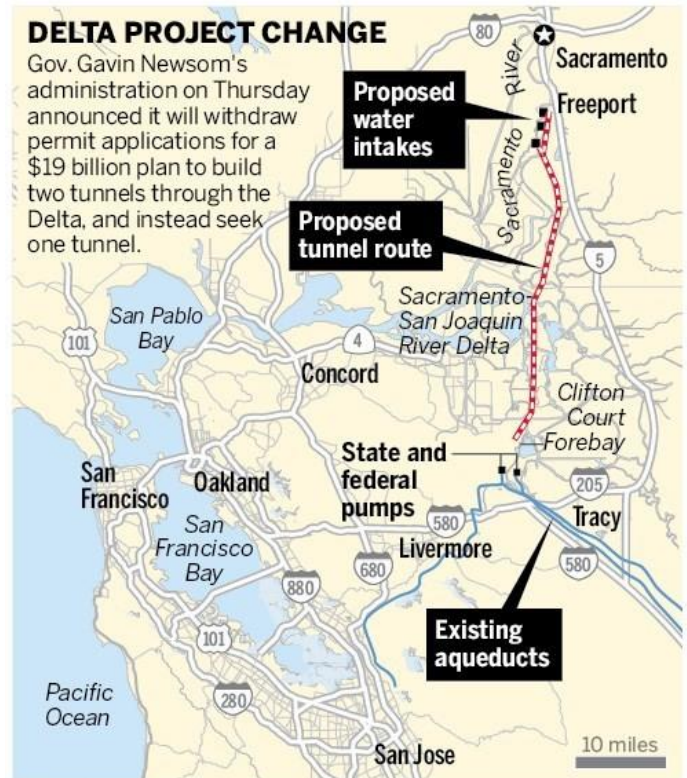 DELTA PROJECT CHANGE
Gov. Gavin Newsom's
administration on Thursday
announced it will withdraw
permit applications for a
$19 billion plan to build
two tunnels through the
Delta, and instead seek
one tunnel.
80
Sacramento
River
Sacramento
Freeport
Proposed
water
intakes
Proposed
tunnel route
5
Sacramento-
San Joaquin
River Delta
San Pablo
Bay
101
4
Concord
Clifton
Court
Forebay
State and
federal
pumps
San
Francisco
Oakland
205
Tracy
San
Francisco
Bay
580
Livermore
580
680
880
Existing
aqueducts
101
280
Pacific
Ocean
San Jose
10 miles